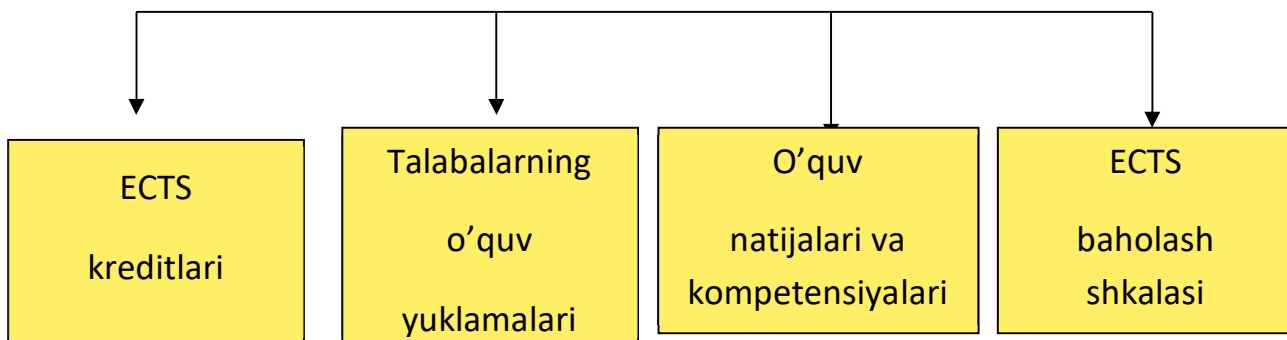 ECTS
kreditlari
Talabalarning
o’quv
yuklamalari
O’quv
natijalari va
kompetensiyalari
ECTS
baholash
shkalasi